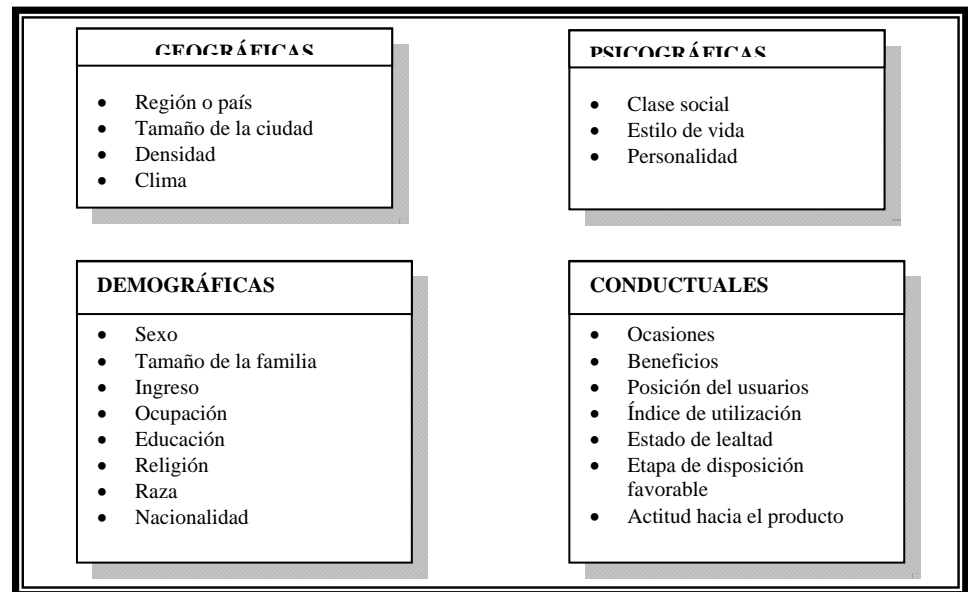 GEOGRÁFICAS
• Región o país
• Tamaño de la ciudad
• Densidad
• Clima
PSICOGRÁFICAS
• Clase social
• Estilo de vida
• Personalidad
DEMOGRÁFICAS
• Sexo
• Tamaño de la familia
• Ingreso
• Ocupación
• Educación
• Religión
• Raza
• Nacionalidad
CONDUCTUALES
• Ocasiones
• Beneficios
• Posición del usuarios
• Índice de utilización
• Estado de lealtad
• Etapa de disposición
favorable
• Actitud hacia el producto